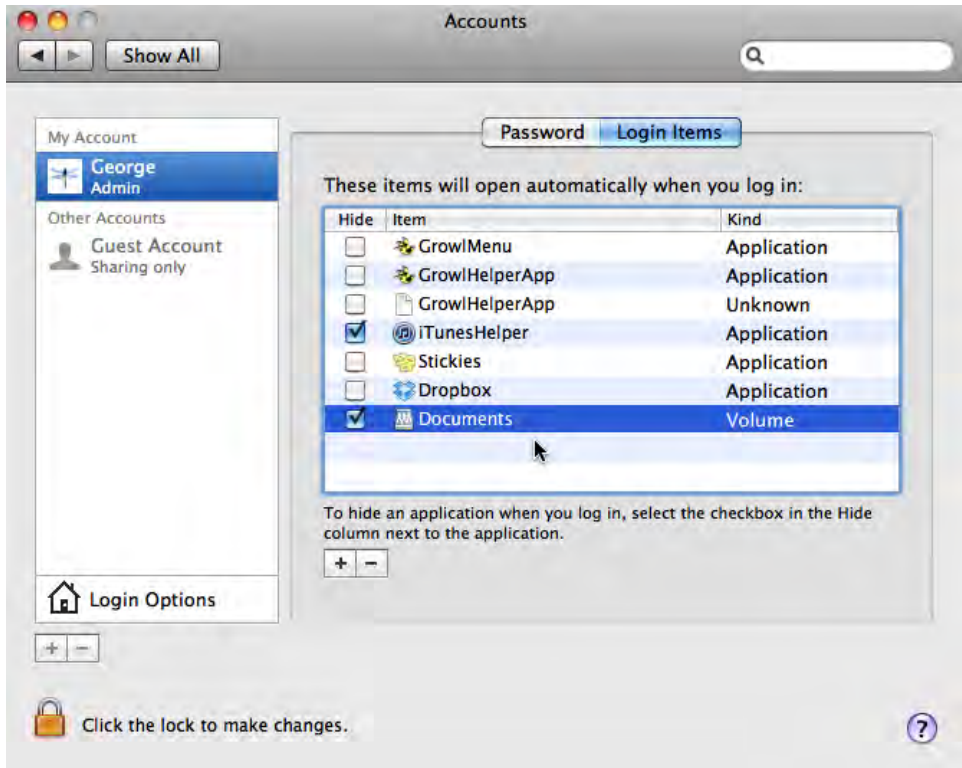 Accounts
Show All
My Account
George
Admin
Other Accounts
Guest Account
Sharing only
Login Options
Password Login Items
These items will open automatically when you log in:
Hide Item Kind
GrowlMenu Application
GrowlHelperApp Application
GrowlHelperApp Unknown
iTunesHelper Application
Stickies Application
Dropbox Application
Documents Volume
To hide an application when you log in, select the checkbox in the Hide
column next to the application.
+ −
+ −
Click the lock to make changes.
?